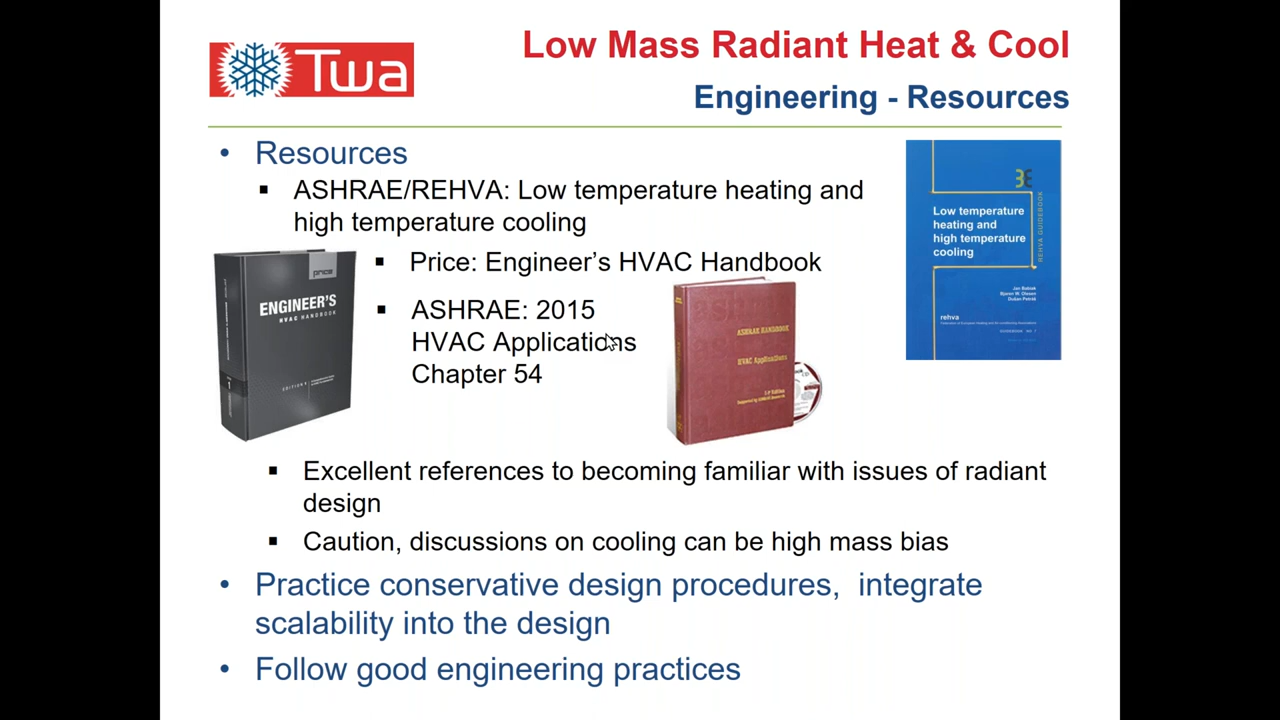 Twa
Low Mass Radiant Heat & Cool
Engineering - Resources
• Resources
▪ ASHRAE/REHVA: Low temperature heating and
high temperature cooling
▪ Price: Engineer's HVAC Handbook
▪ ASHRAE: 2015
HVAC Applications
Chapter 54
price
ENGINEER'S
HVAC HANDBOOK
ASHRAE HANDBOOK
HVAC Applications
Low temperature
heating and
high temperature
cooling
REHVA GUIDEBOOK
rehva
▪ Excellent references to becoming familiar with issues of radiant
design
▪ Caution, discussions on cooling can be high mass bias
• Practice conservative design procedures, integrate
scalability into the design
• Follow good engineering practices